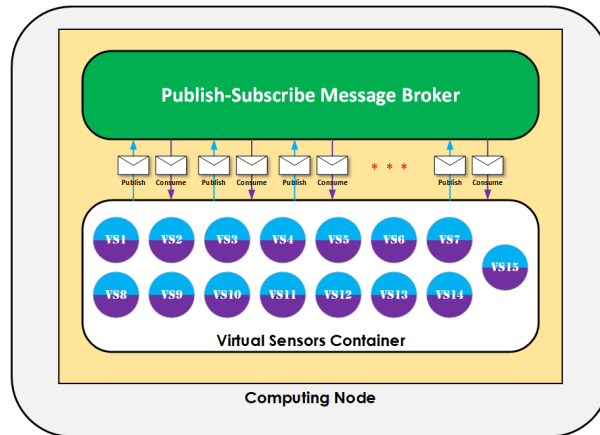 Publish-Subscribe Message Broker
Publish Consume Publish Consume Publish Consume * * * Publish Consume
VS1 VS2 VS3 VS4 VS5 VS6 VS7
VS15
VS8 VS9 VS10 VS11 VS12 VS13 VS14
Virtual Sensors Container
Computing Node